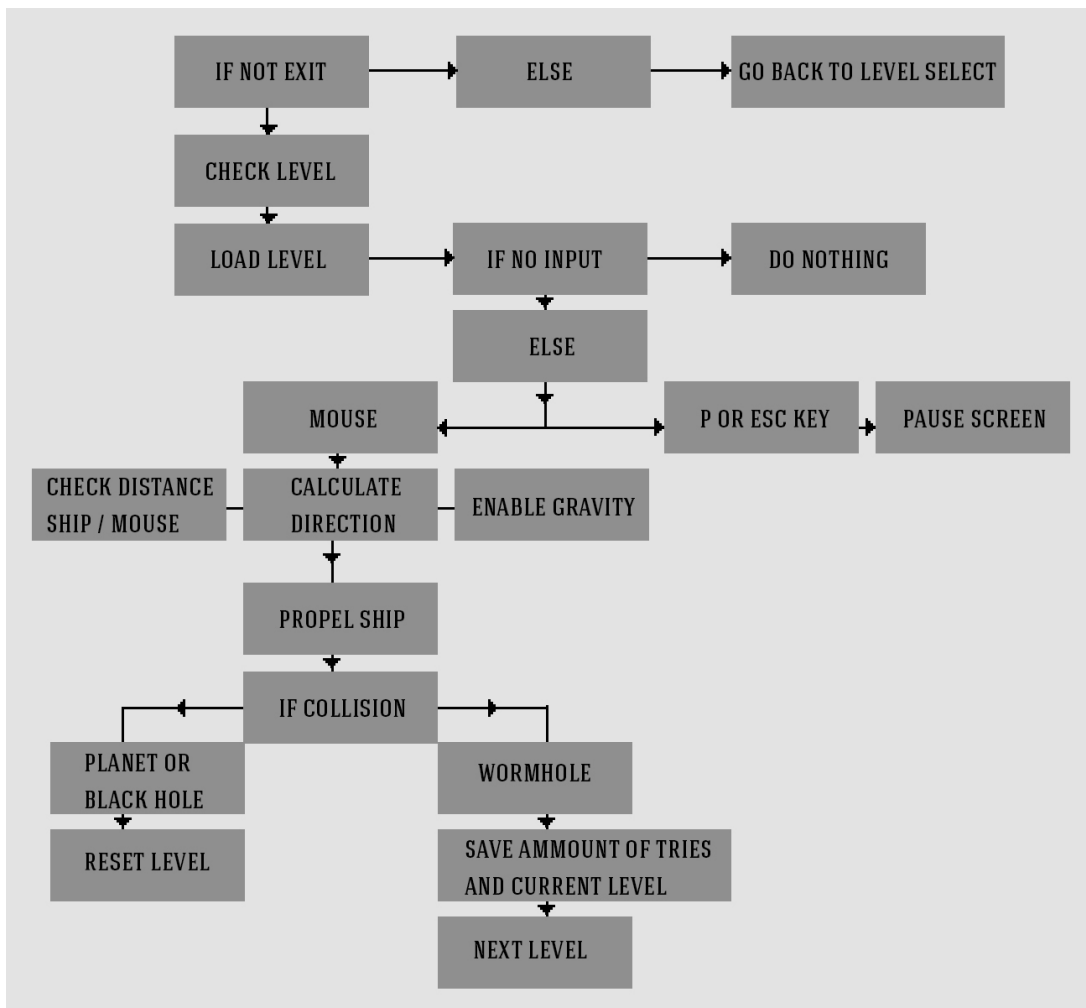 IF NOT EXIT
ELSE
GO BACK TO LEVEL SELECT
CHECK LEVEL
LOAD LEVEL
IF NO INPUT
DO NOTHING
ELSE
MOUSE
P OR ESC KEY
PAUSE SCREEN
CHECK DISTANCE
SHIP / MOUSE
CALCULATE
DIRECTION
ENABLE GRAVITY
PROPEL SHIP
IF COLLISION
PLANET OR
BLACK HOLE
WORMHOLE
RESET LEVEL
SAVE AMMOUNT OF TRIES
AND CURRENT LEVEL
NEXT LEVEL